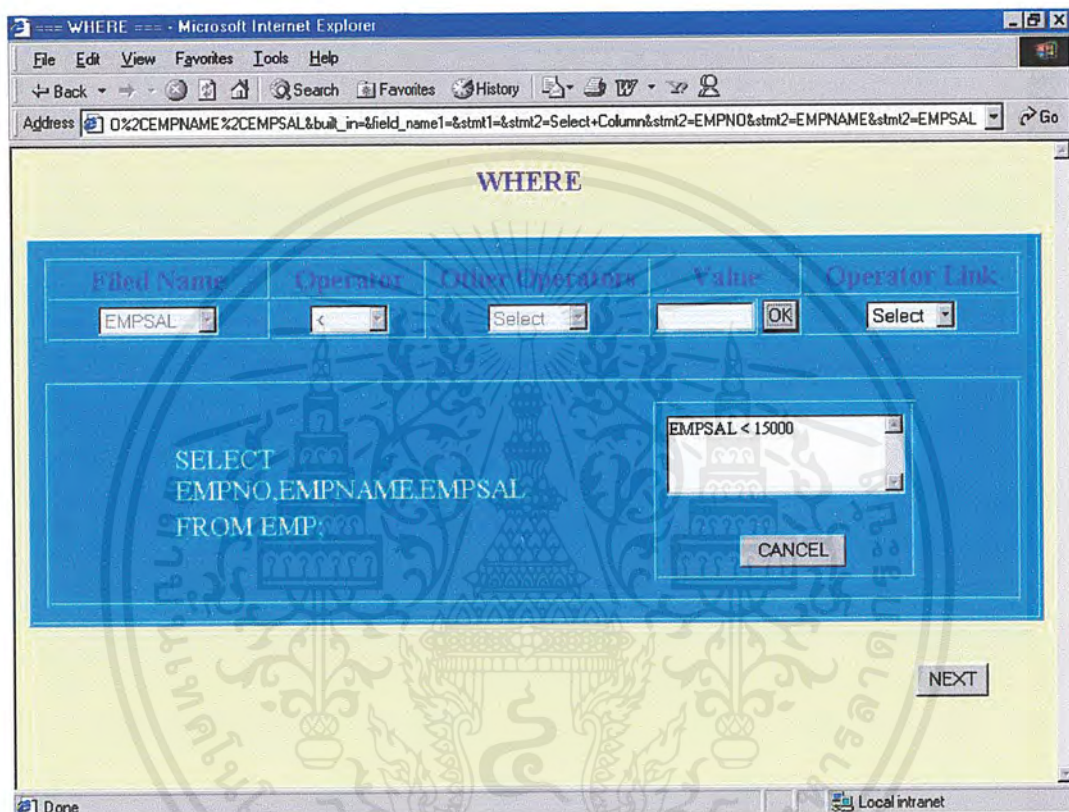 === WHERE === - Microsoft Internet Explorer
File Edit View Favorites Tools Help
Back Search Favorites History
Address 0%2CEMPNAME%2CEMPSAL&built_in=&field_name1=&stmt1=&stmt2=Select+Column&stmt2=EMPNO&stmt2=EMPNAME&stmt2=EMPSAL Go
WHERE
Filed Name Operator Other Operators Value Operator Link
EMPSAL < Select OK Select
EMPSAL < 15000
SELECT
EMPNO,EMPNAME,EMPSAL
FROM EMP;
CANCEL
NEXT
Done Local intranet